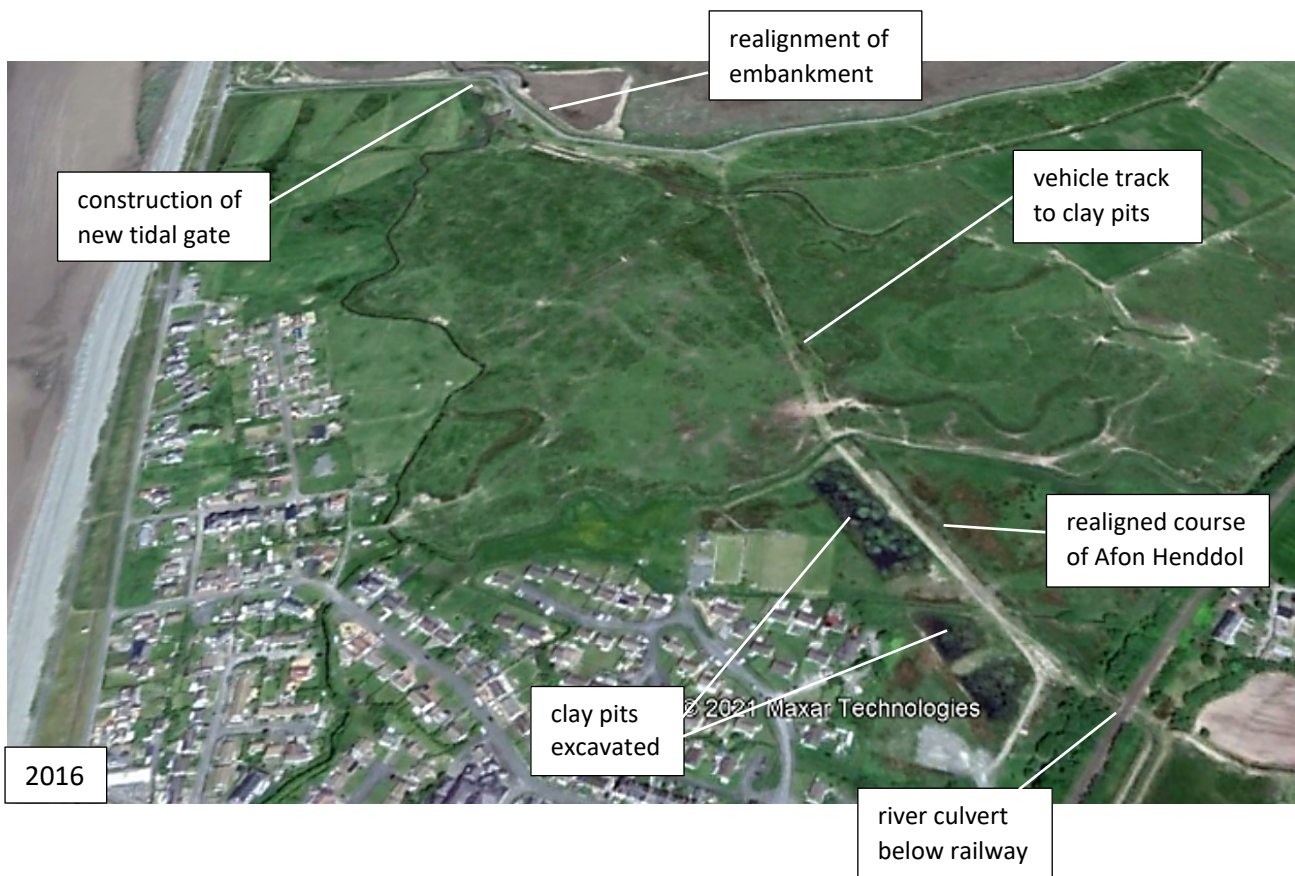 realignment of
embankment
construction of
new tidal gate
vehicle track
to clay pits
realigned course
of Afon Henddol
clay pits
excavated
© 2021 Maxar Technologies
2016
river culvert
below railway